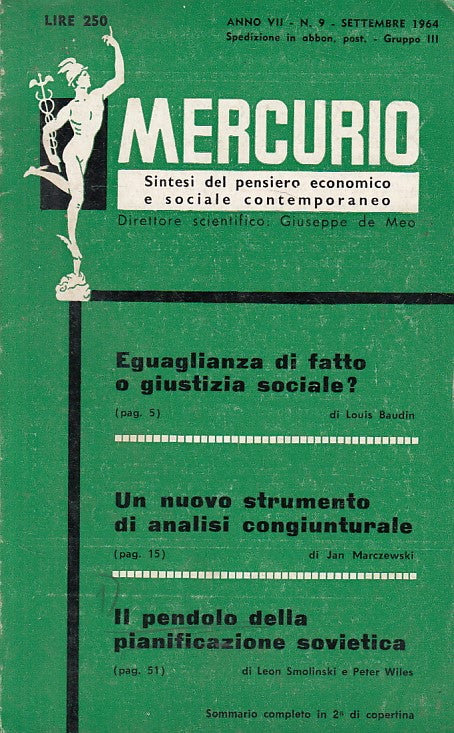 LIRE 250
ANNO VII - N. 9 - SETTEMBRE 1964
Spedizione in abbon. post. - Gruppo III
MERCURIO
Sintesi del pensiero economico
e sociale contemporaneo
Direttore scientifico: Giuseppe de Meo
Eguaglianza di fatto
o giustizia sociale?
(pag. 5) di Louis Baudin
Un nuovo strumento
di analisi congiunturale
(pag. 15) di Jan Marczewski
Il pendolo della
pianificazione sovietica
(pag. 51) di Leon Smolinski e Peter Wiles
Sommario completo in 2ª di copertina